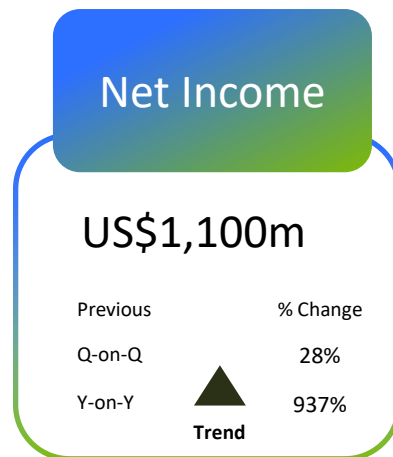 Net Income
US$1,100m
Previous % Change
Q-on-Q 28%
Y-on-Y 937%
Trend